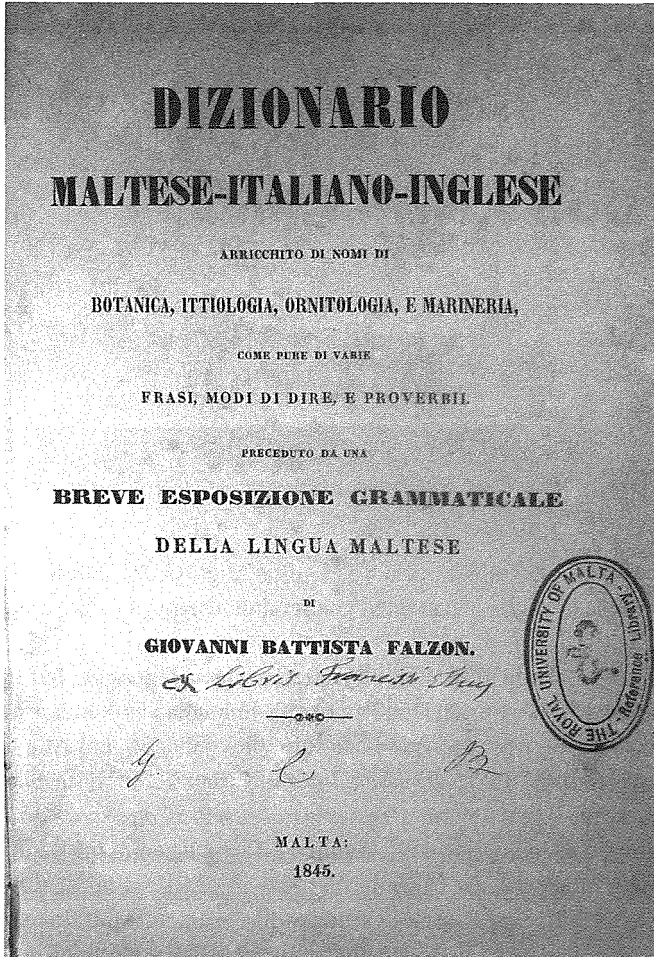 DIZIONARIO
MALTESE-ITALIANO-INGLESE
ARRICCHITO DI NOMI DI
BOTANICA, ITTIOLOGIA, ORNITOLOGIA, E MARINERIA,
COME PURE DI VARIE
FRASI, MODI DI DIRE, E PROVERBII.
PRECEDUTO DA UNA
BREVE ESPOSIZIONE GRAMMATICALE
DELLA LINGUA MALTESE
DI
GIOVANNI BATTISTA FALZON.
ex Libris
THE ROYAL UNIVERSITY OF MALTA - Library - Reference
G. C B
MALTA:
1845.